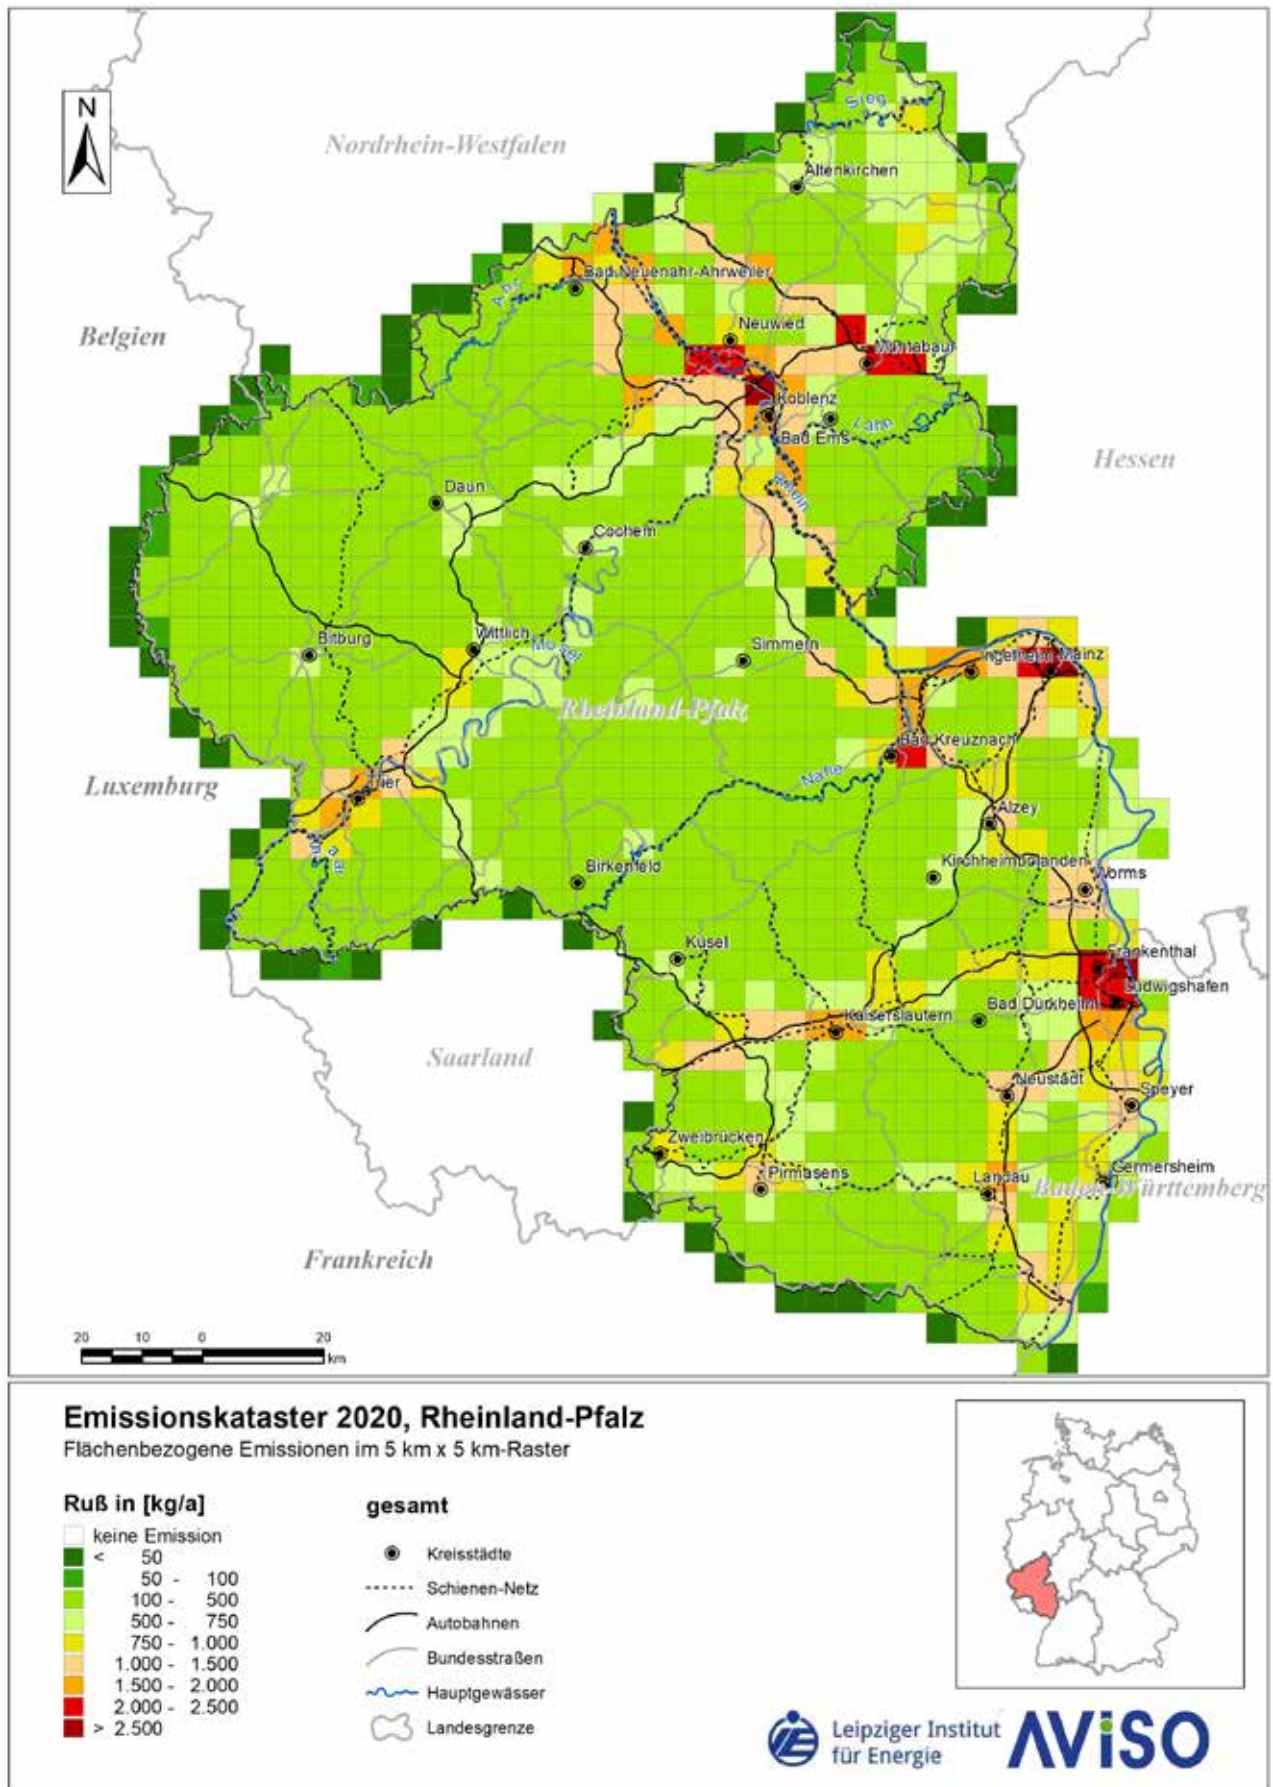 N
Nordrhein-Westfalen
Sieg
Altenkirchen
Bad Neuenahr-Ahrweiler
Ahr
Belgien
Neuwied
Montabaur
Koblenz
Lahn
Bad Ems
Hessen
Rhein
Daun
Cochem
Bitburg
Wittlich
Mosel
Simmern
Ingelheim
Mainz
Rheinland-Pfalz
Bad Kreuznach
Luxemburg
Trier
Nahe
Alzey
Saar
Birkenfeld
Kirchheimbolanden
Worms
Kusel
Frankenthal
Ludwigshafen
Bad Dürkheim
Kaiserslautern
Saarland
Neustadt
Speyer
Zweibrücken
Pirmasens
Landau
Germersheim
Baden-Württemberg
Frankreich
20 10 0 20
km
Emissionskataster 2020, Rheinland-Pfalz
Flächenbezogene Emissionen im 5 km x 5 km-Raster
Ruß in [kg/a]
keine Emission
< 50
50 - 100
100 - 500
500 - 750
750 - 1.000
1.000 - 1.500
1.500 - 2.000
2.000 - 2.500
> 2.500
gesamt
Kreisstädte
Schienen-Netz
Autobahnen
Bundesstraßen
Hauptgewässer
Landesgrenze
Leipziger Institut
für Energie
AViSO